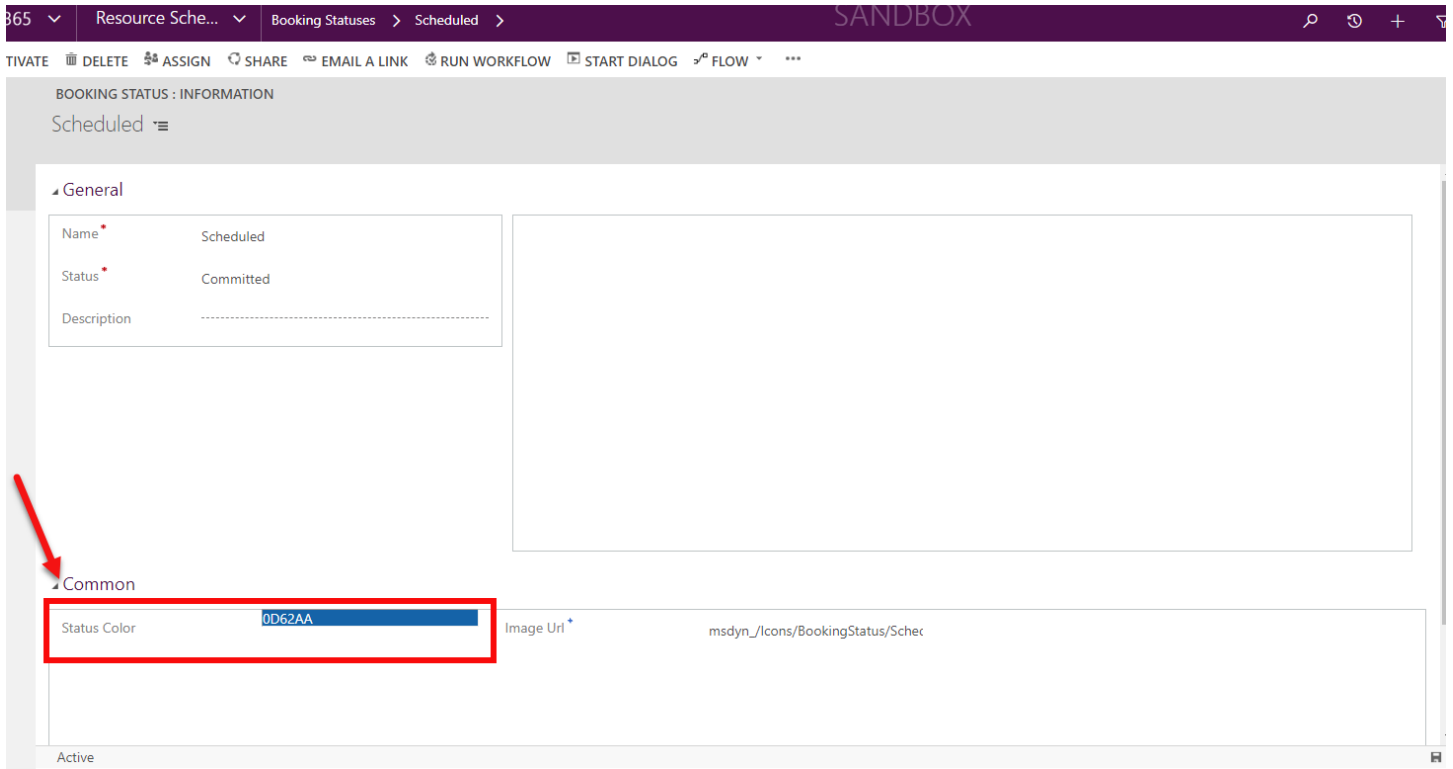 365 Resource Sche... Booking Statuses > Scheduled > SANDBOX
TIVATE DELETE ASSIGN SHARE EMAIL A LINK RUN WORKFLOW START DIALOG FLOW ...
BOOKING STATUS : INFORMATION
Scheduled
General
Name* Scheduled
Status* Committed
Description
Common
Status Color 0D62AA Image Url+ msdyn_/Icons/BookingStatus/Sched
Active